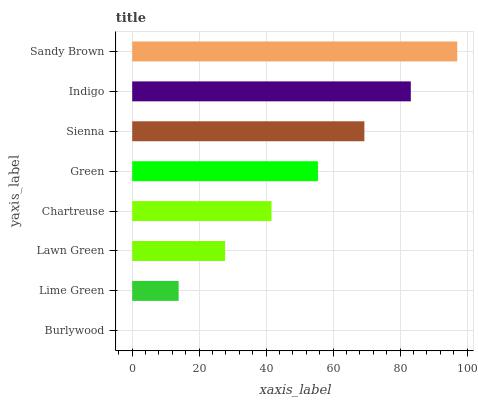 title
Sandy Brown
Indigo
Sienna
Green
Chartreuse
Lawn Green
Lime Green
Burlywood
yaxis_label
0 20 40 60 80 100
xaxis_label